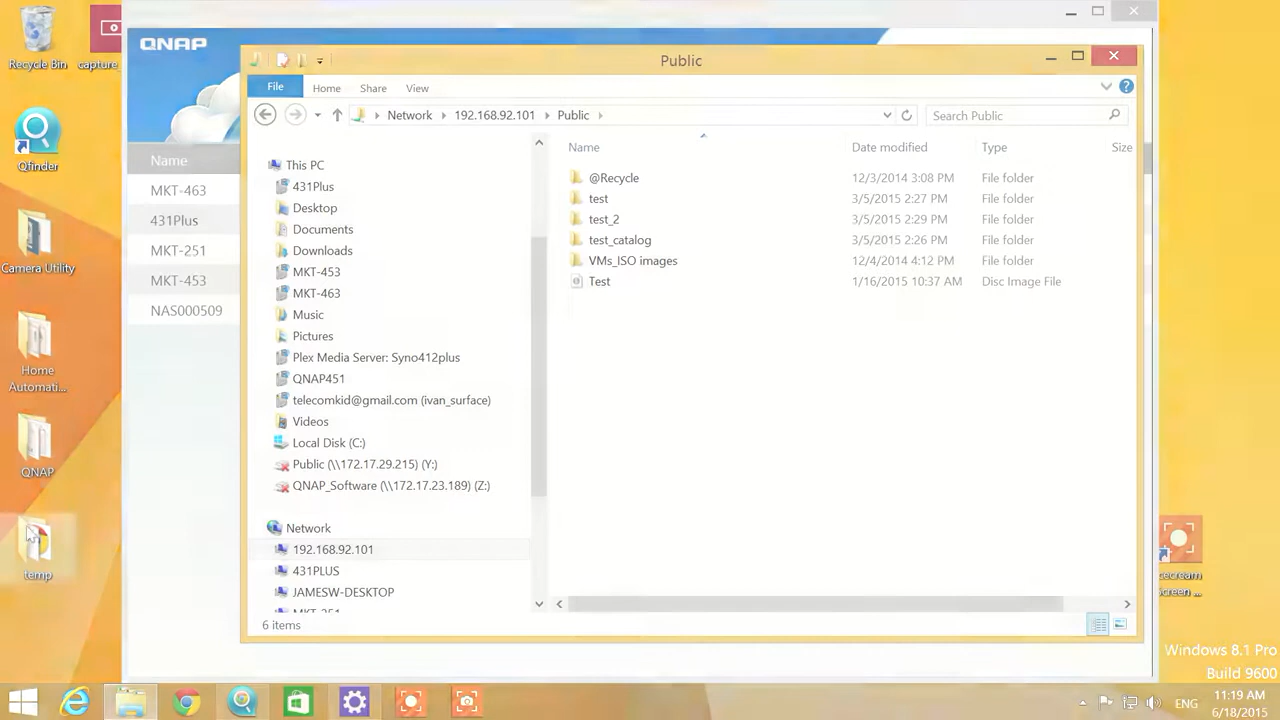 Recycle Bin
capture_
Qfinder
Camera Utility
Home
Automati...
QNAP
temp
QNAP
Name
MKT-463
431Plus
MKT-251
MKT-453
NAS000509
Public
File
Home
Share
View
Network
192.168.92.101
Public
Search Public
This PC
431Plus
Desktop
Documents
Downloads
MKT-453
MKT-463
Music
Pictures
Plex Media Server: Syno412plus
QNAP451
telecomkid@gmail.com (ivan_surface)
Videos
Local Disk (C:)
Public (\\172.17.29.215) (Y:)
QNAP_Software (\\172.17.23.189) (Z:)
Network
192.168.92.101
431PLUS
JAMESW-DESKTOP
MKT-251
Name Date modified Type Size
@Recycle 12/3/2014 3:08 PM File folder
test 3/5/2015 2:27 PM File folder
test_2 3/5/2015 2:29 PM File folder
test_catalog 3/5/2015 2:26 PM File folder
VMs_ISO images 12/4/2014 4:12 PM File folder
Test 1/16/2015 10:37 AM Disc Image File
6 items
cecream
Screen ...
Windows 8.1 Pro
Build 9600
ENG
11:19 AM
6/18/2015